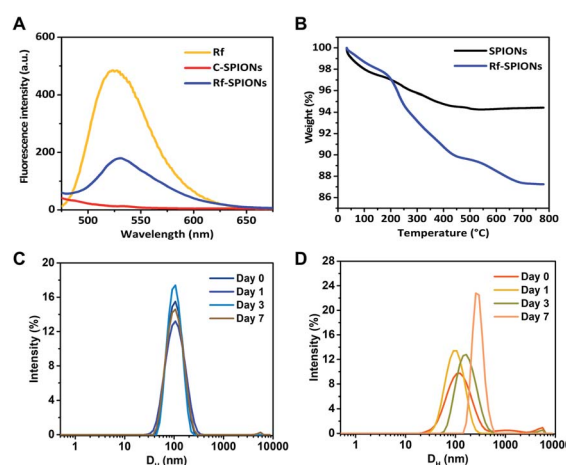 A
Rf
C-SPIONs
Rf-SPIONs
Fluorescence intensity (a.u.)
600
400
200
0
500
550
600
650
Wavelength (nm)
B
SPIONs
Rf-SPIONs
Weight (%)
100
98
96
94
92
90
88
86
0
100
200
300
400
500
600
700
800
Temperature (°C)
C
Day 0
Day 1
Day 3
Day 7
Intensity (%)
20
16
12
8
4
0
1
10
100
1000
10000
D_H (nm)
D
Day 0
Day 1
Day 3
Day 7
Intensity (%)
28
24
20
16
12
8
4
0
1
10
100
1000
10000
D_H (nm)